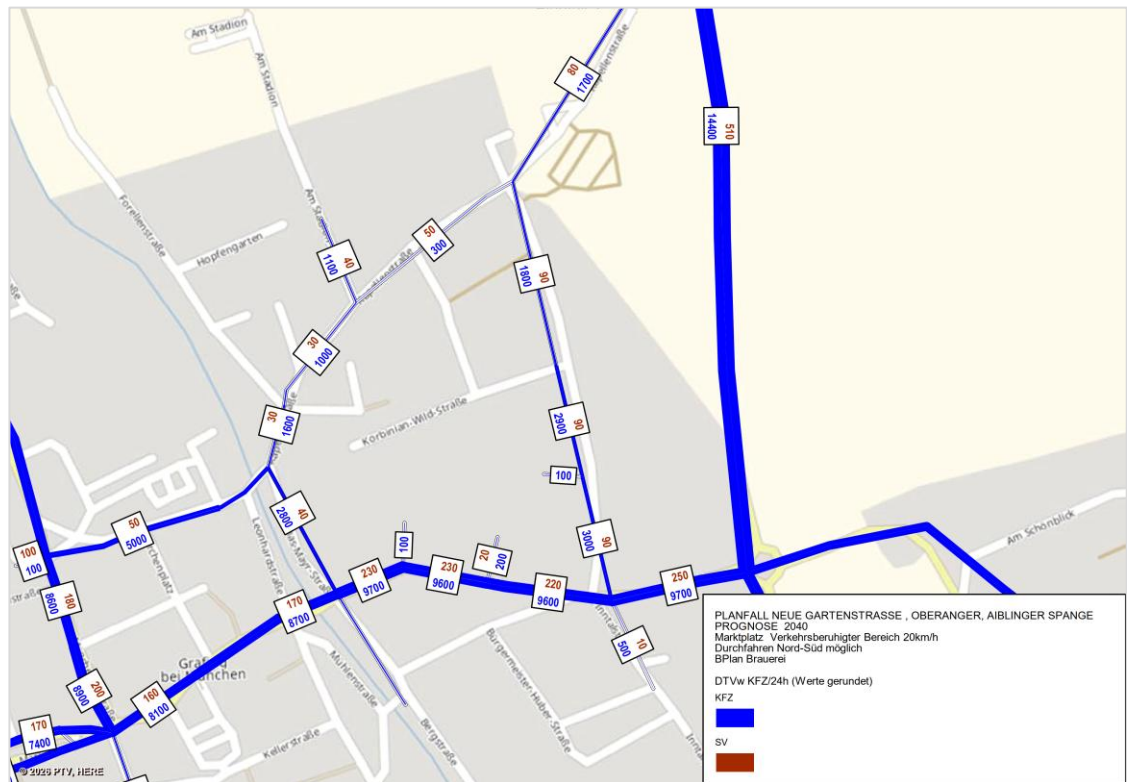 Am Stadion
80
1700
Kapellenstraße
Am Stadion
510
14400
Forellenstraße
Am Stadion
50
300
Hopfengarten
40
1100
90
1800
30
1000
Korbinian-Wild-Straße
90
2900
30
1600
100
40
2800
50
5000
90
3000
Am Schönblick
100
100
Leonhardstraße
230
9700
100
230
9600
20
200
220
9600
250
9700
180
8600
170
8700
10
500
PLANFALL NEUE GARTENSTRASSE , OBERANGER, AIBLINGER SPANGE
PROGNOSE 2040
Marktplatz Verkehrsberuhigter Bereich 20km/h
Durchfahren Nord-Süd möglich
BPlan Brauerei
DTVw KFZ/24h (Werte gerundet)
KFZ
SV
200
8900
160
8100
Mühlenstraße
Bürgermeister-Huber-Straße
170
7400
Kellerstraße
Bergstraße
© 2026 PTV, HERE